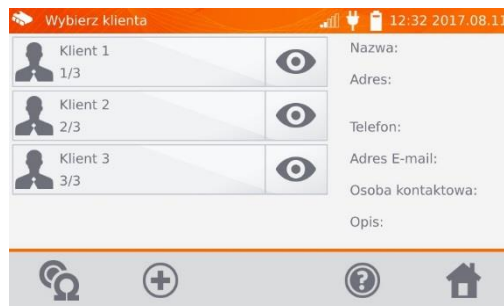 Wybierz klienta
12:32 2017.08.11
Klient 1
1/3
Klient 2
2/3
Klient 3
3/3
Nazwa:
Adres:
Telefon:
Adres E-mail:
Osoba kontaktowa:
Opis: